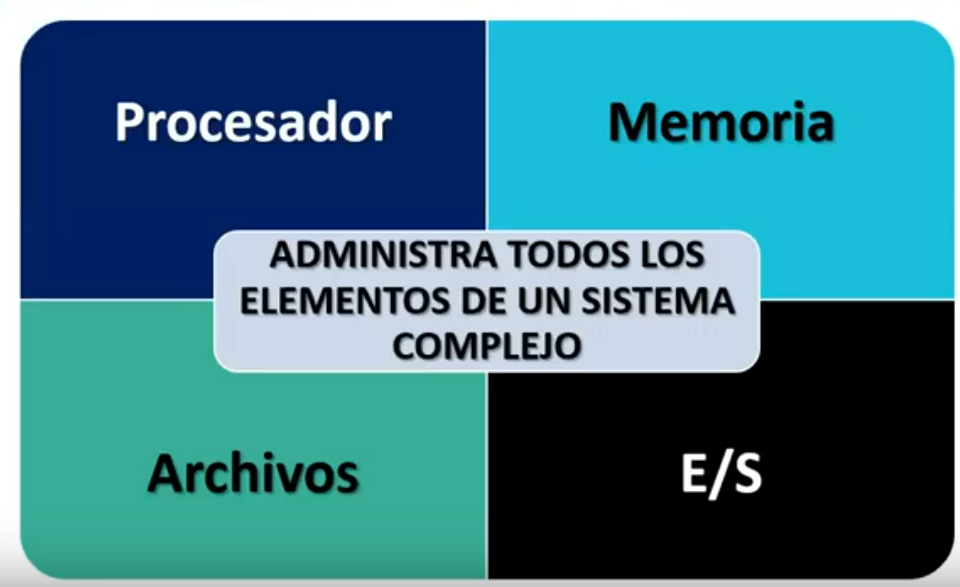 Procesador
Memoria
ADMINISTRA TODOS LOS
ELEMENTOS DE UN SISTEMA
COMPLEJO
Archivos
E/S